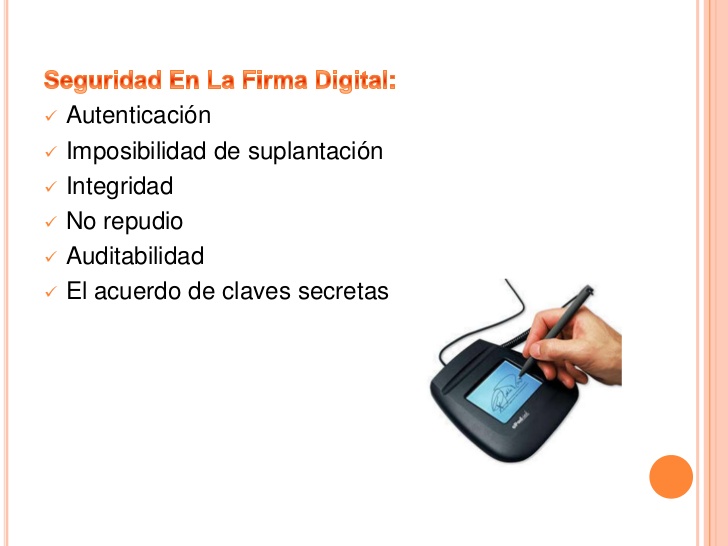 Seguridad En La Firma Digital:
✓ Autenticación
✓ Imposibilidad de suplantación
✓ Integridad
✓ No repudio
✓ Auditabilidad
✓ El acuerdo de claves secretas